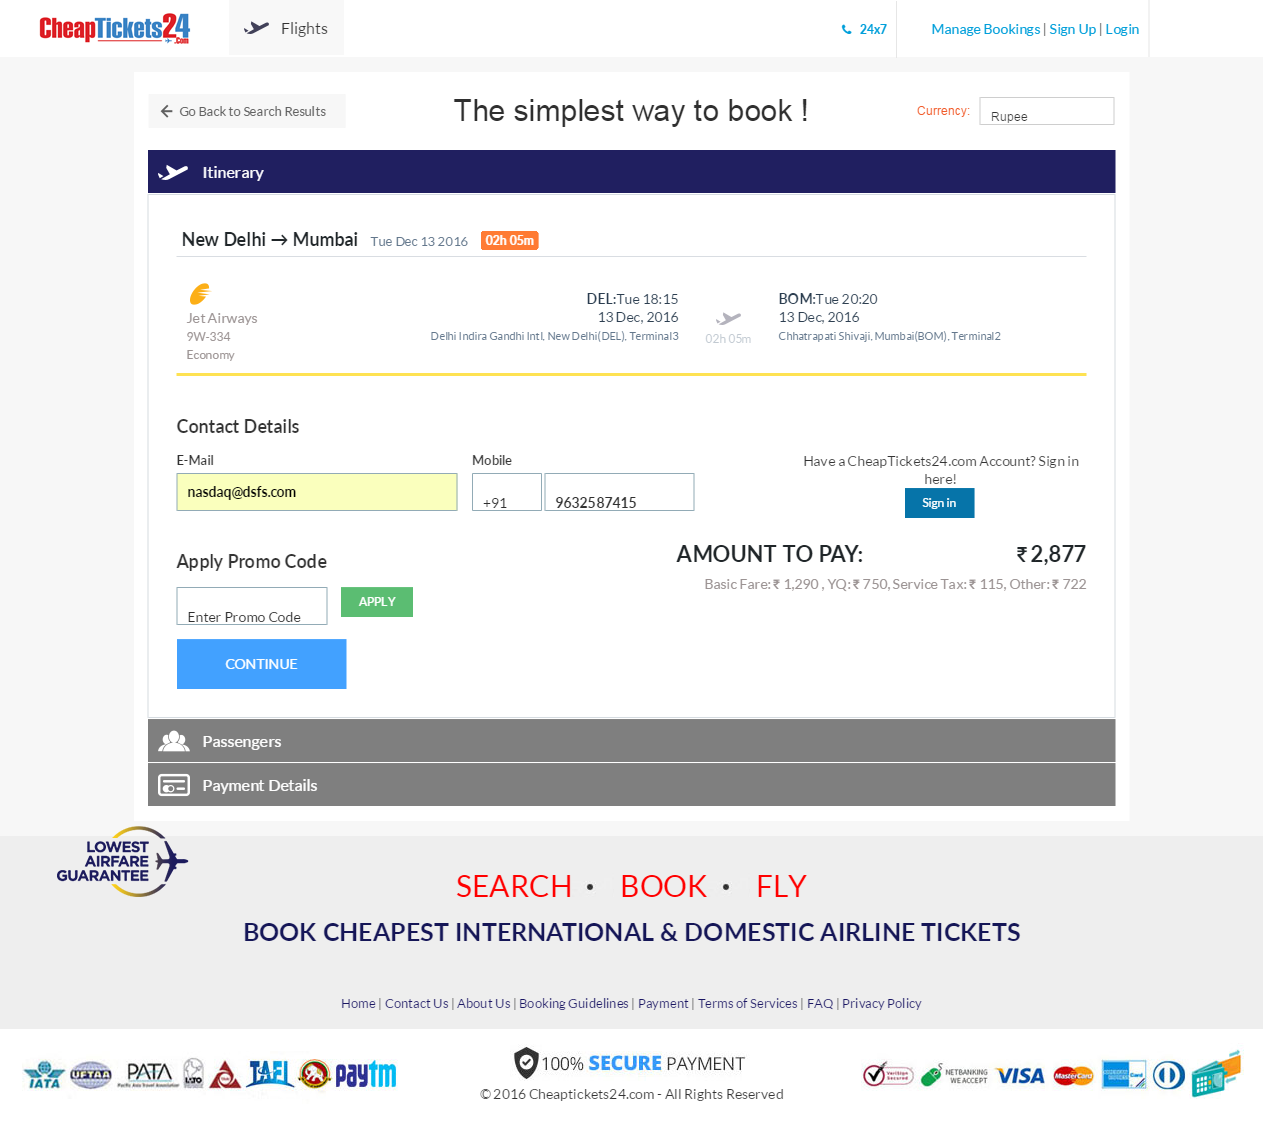 CheapTickets24
.Com
Flights
24x7
Manage Bookings | Sign Up | Login
Go Back to Search Results
The simplest way to book !
Currency:
Rupee
Itinerary
New Delhi → Mumbai Tue Dec 13 2016 02h 05m
Jet Airways
9W-334
Economy
DEL:Tue 18:15
13 Dec, 2016
Delhi Indira Gandhi Intl, New Delhi(DEL), Terminal3
02h 05m
BOM:Tue 20:20
13 Dec, 2016
Chhatrapati Shivaji, Mumbai(BOM), Terminal2
Contact Details
E-Mail
nasdaq@dsfs.com
Mobile
+91
9632587415
Have a CheapTickets24.com Account? Sign in
here!
Sign in
Apply Promo Code
Enter Promo Code
APPLY
AMOUNT TO PAY: ₹ 2,877
Basic Fare: ₹ 1,290 , YQ: ₹ 750, Service Tax: ₹ 115, Other: ₹ 722
CONTINUE
Passengers
Payment Details
LOWEST
AIRFARE
GUARANTEE
SEARCH • BOOK • FLY
BOOK CHEAPEST INTERNATIONAL & DOMESTIC AIRLINE TICKETS
Home | Contact Us | About Us | Booking Guidelines | Payment | Terms of Services | FAQ | Privacy Policy
IATA
UFTAA
PATA
Pacific Asia Travel Association
paytm
100% SECURE PAYMENT
© 2016 Cheaptickets24.com - All Rights Reserved
VeriSign
Secured
NETBANKING
WE ACCEPT
VISA
MasterCard